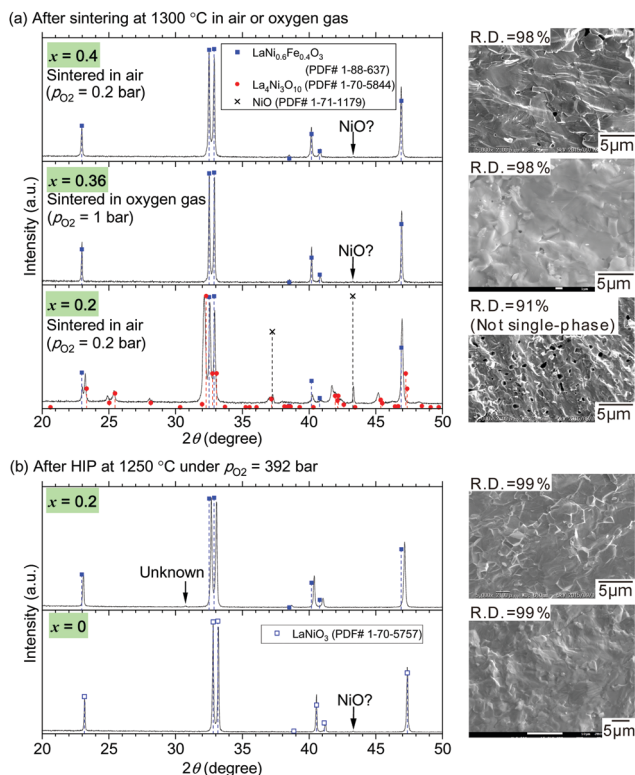 (a) After sintering at 1300 °C in air or oxygen gas
x = 0.4
Sintered in air
(pO2 = 0.2 bar)
LaNi0.6Fe0.4O3
(PDF# 1-88-637)
La4Ni3O10 (PDF# 1-70-5844)
NiO (PDF# 1-71-1179)
NiO?
R.D.=98%
5μm
x = 0.36
Sintered in oxygen gas
(pO2 = 1 bar)
NiO?
R.D.=98%
5μm
x = 0.2
Sintered in air
(pO2 = 0.2 bar)
R.D.=91%
(Not single-phase)
5μm
Intensity (a.u.)
20 25 30 35 40 45 50
2θ (degree)
(b) After HIP at 1250 °C under pO2 = 392 bar
x = 0.2
Unknown
R.D.=99%
5μm
x = 0
LaNiO3 (PDF# 1-70-5757)
NiO?
R.D.=99%
5μm
Intensity (a.u.)
20 25 30 35 40 45 50
2θ (degree)